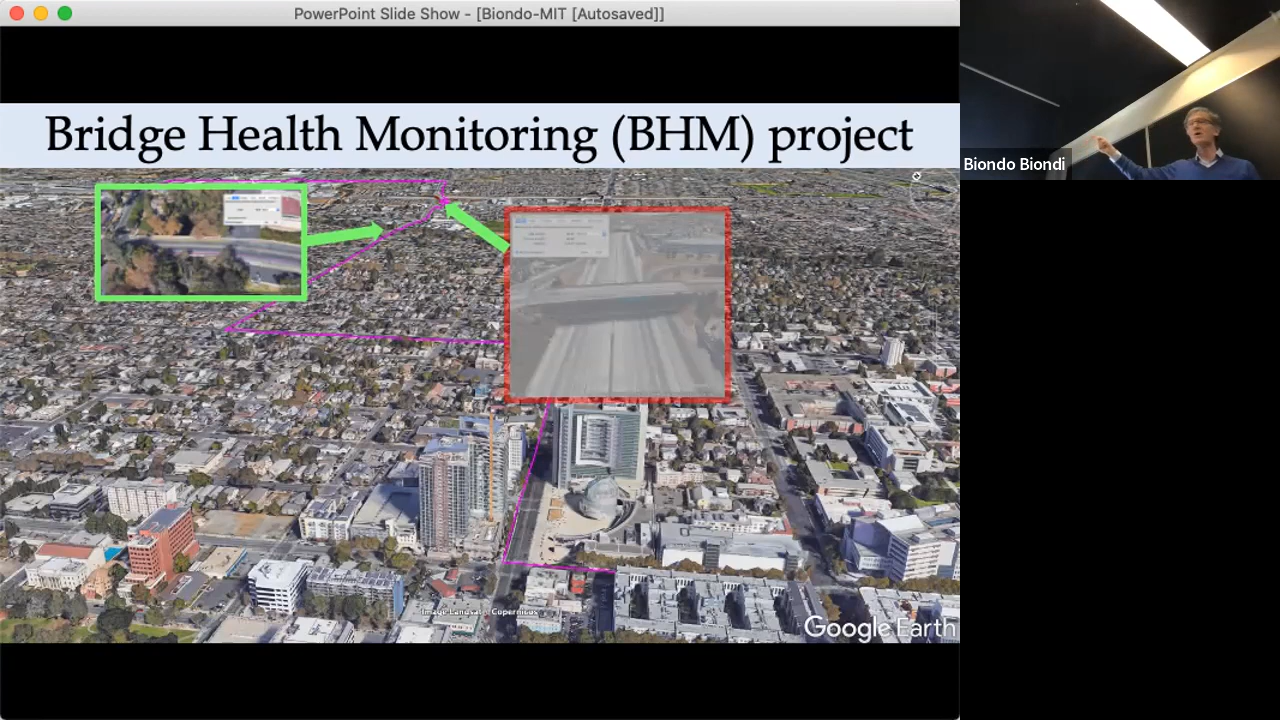 PowerPoint Slide Show - [Biondo-MIT [Autosaved]]
Bridge Health Monitoring (BHM) project
Biondo Biondi
Image Landsat / Copernicus
Google Earth